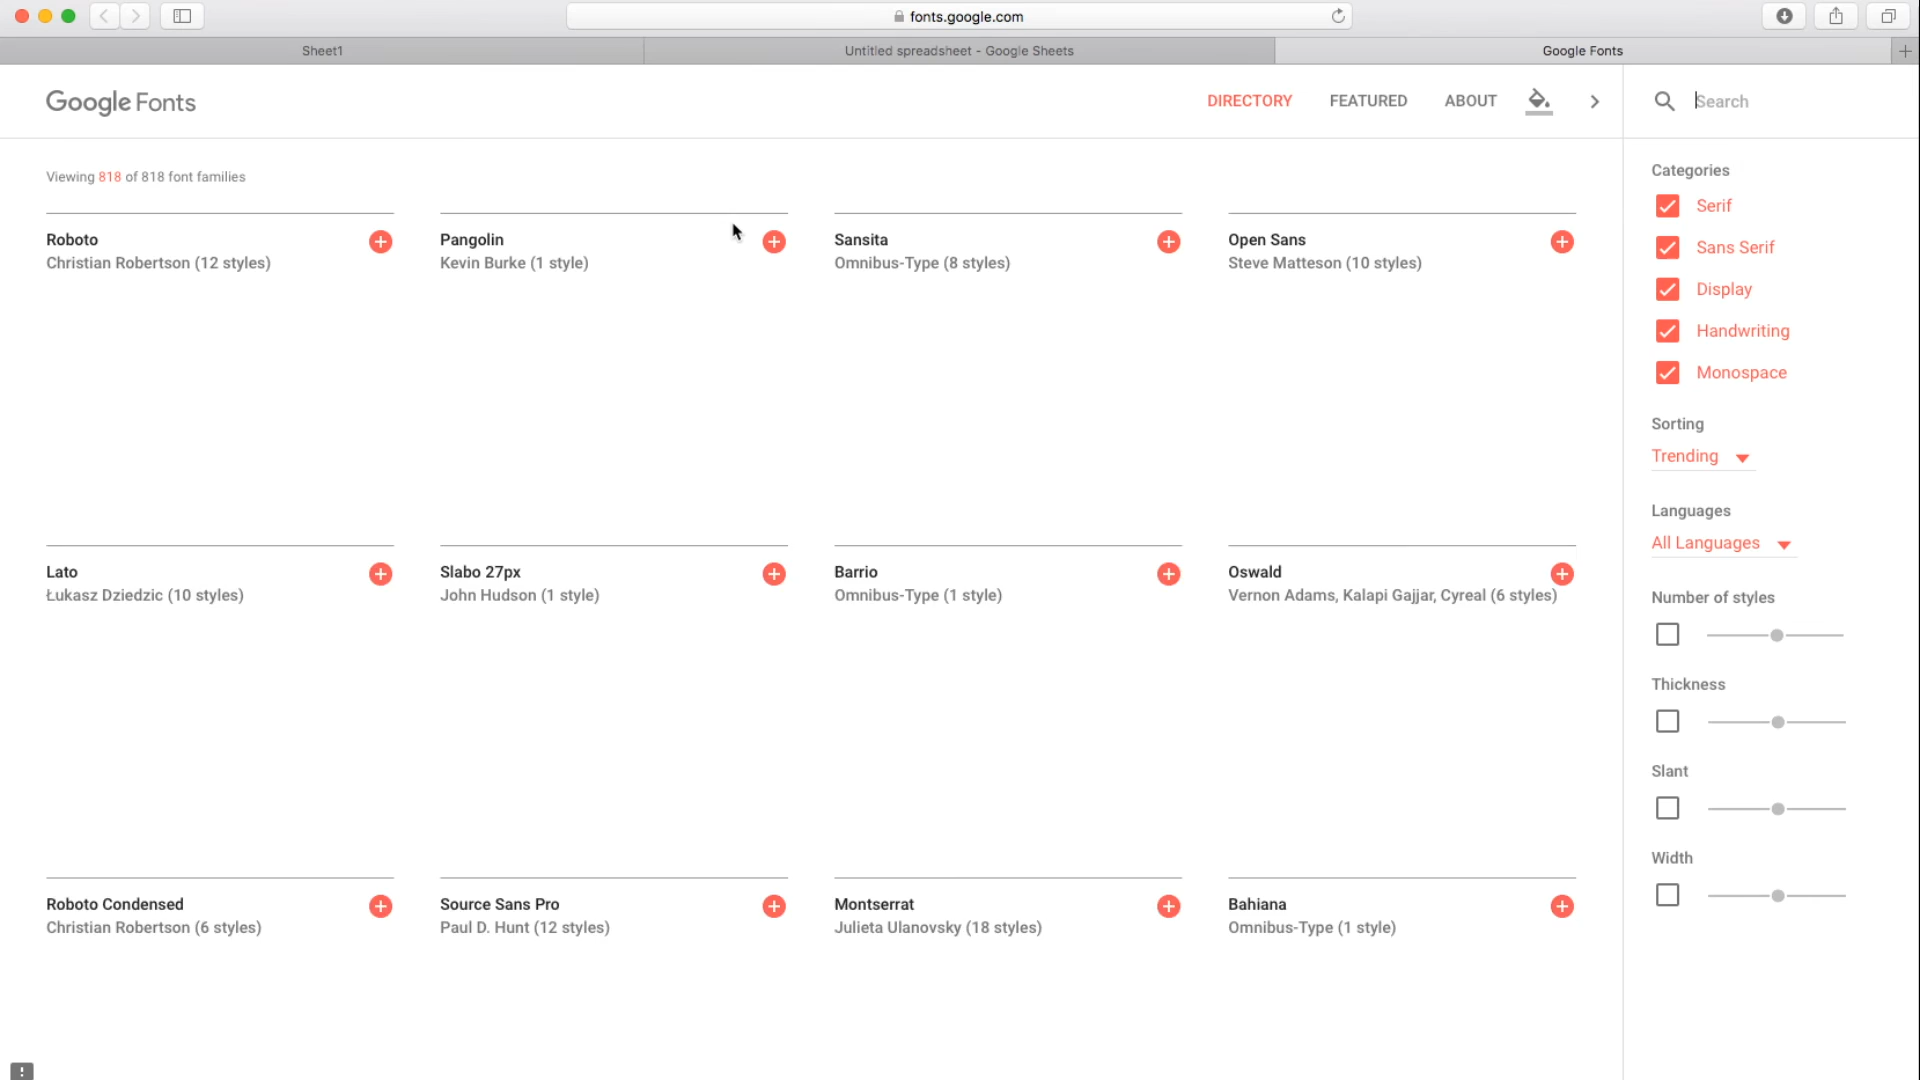 fonts.google.com
Sheet1
Untitled spreadsheet - Google Sheets
Google Fonts
Google Fonts
DIRECTORY
FEATURED
ABOUT
Search
Viewing 818 of 818 font families
Roboto
Christian Robertson (12 styles)
Pangolin
Kevin Burke (1 style)
Sansita
Omnibus-Type (8 styles)
Open Sans
Steve Matteson (10 styles)
Lato
Łukasz Dziedzic (10 styles)
Slabo 27px
John Hudson (1 style)
Barrio
Omnibus-Type (1 style)
Oswald
Vernon Adams, Kalapi Gajjar, Cyreal (6 styles)
Roboto Condensed
Christian Robertson (6 styles)
Source Sans Pro
Paul D. Hunt (12 styles)
Montserrat
Julieta Ulanovsky (18 styles)
Bahiana
Omnibus-Type (1 style)
Categories
Serif
Sans Serif
Display
Handwriting
Monospace
Sorting
Trending
Languages
All Languages
Number of styles
Thickness
Slant
Width